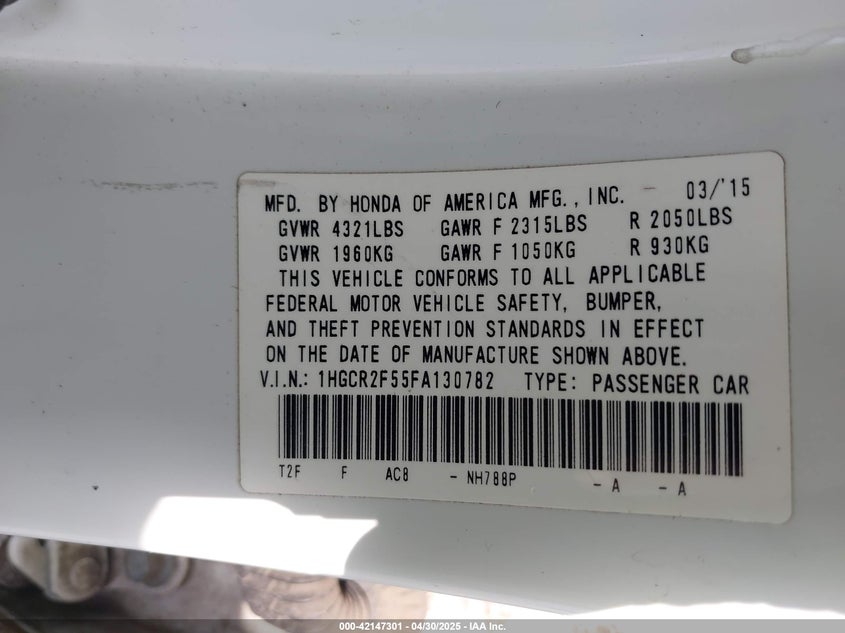 MFD. BY HONDA OF AMERICA MFG., INC. 03/'15
GVWR 4321LBS GAWR F 2315LBS R 2050LBS
GVWR 1960KG GAWR F 1050KG R 930KG
THIS VEHICLE CONFORMS TO ALL APPLICABLE
FEDERAL MOTOR VEHICLE SAFETY, BUMPER,
AND THEFT PREVENTION STANDARDS IN EFFECT
ON THE DATE OF MANUFACTURE SHOWN ABOVE.
V.I.N.: 1HGCR2F55FA130782 TYPE: PASSENGER CAR
T2F F AC8 - NH788P - A - A
000-42147301 - 04/30/2025 - IAA Inc.